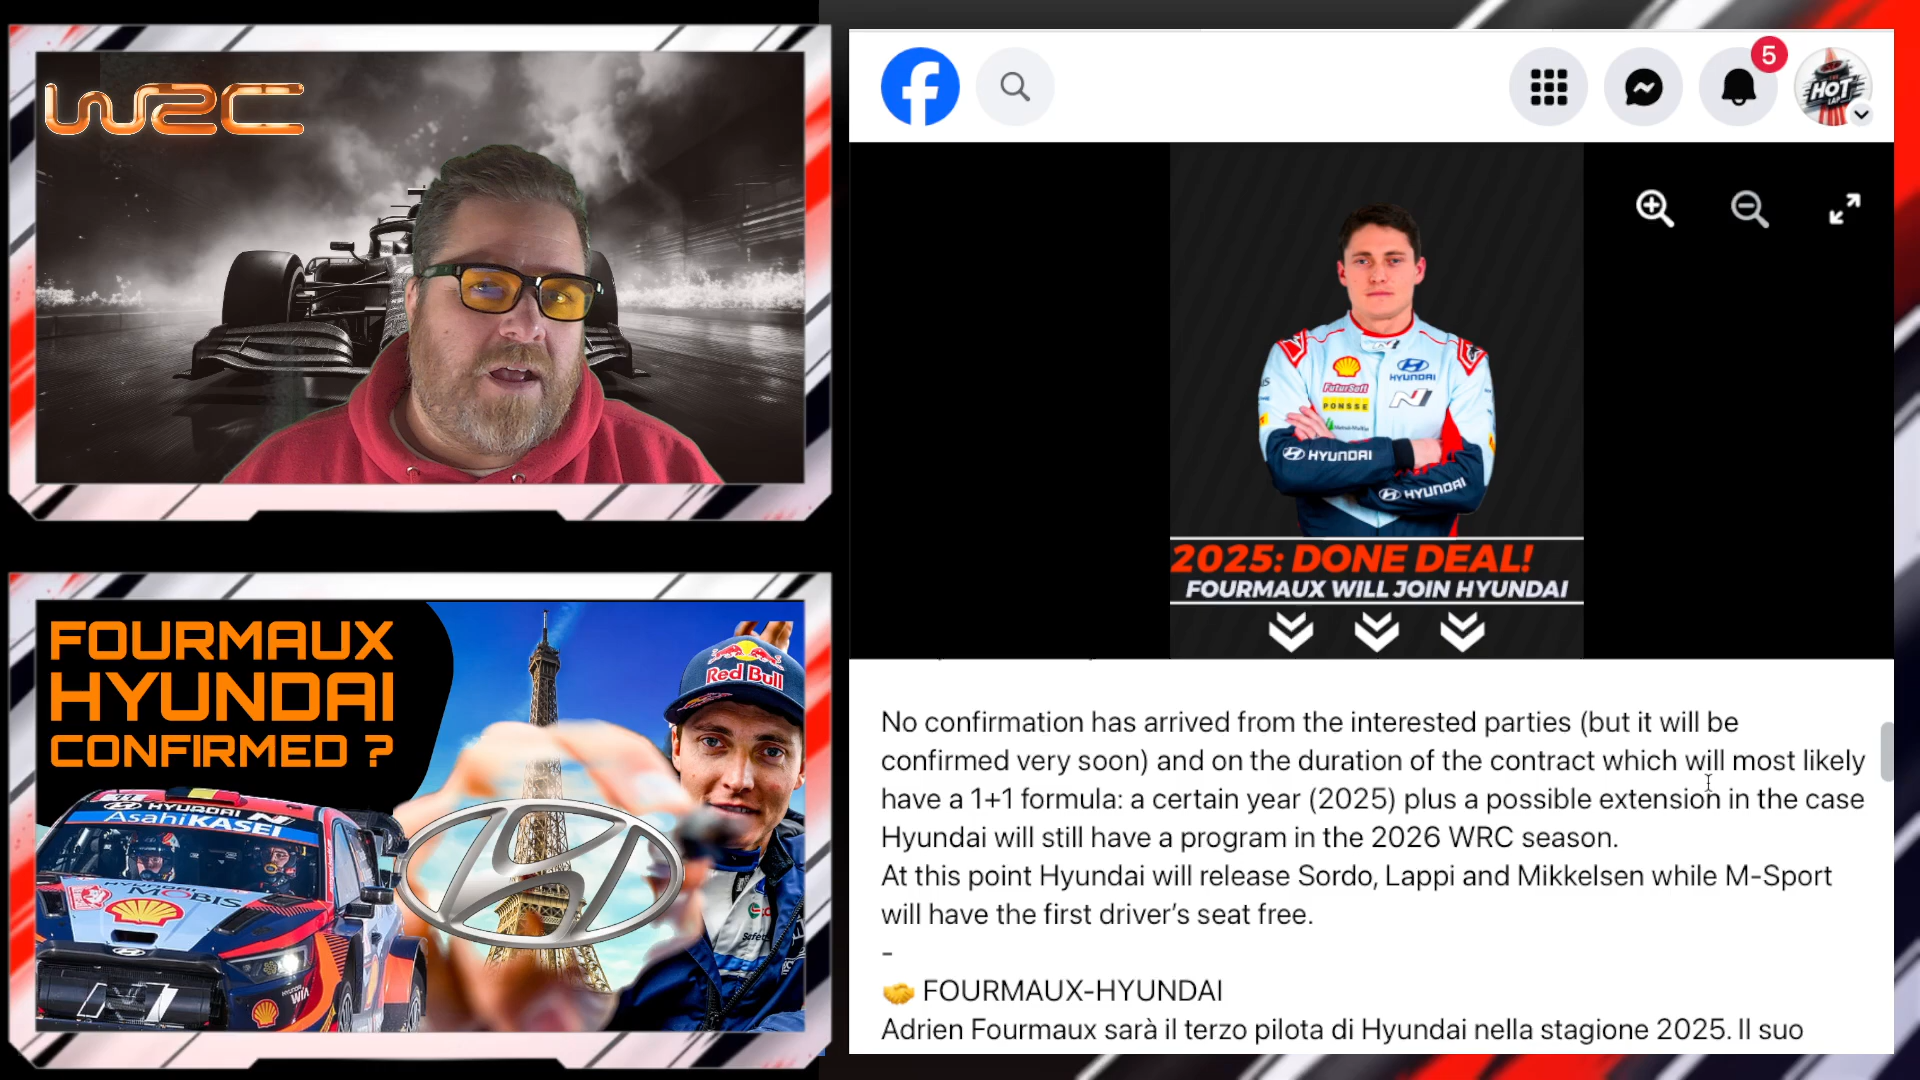 WRC
5
HOT
LAP
HYUNDAI
FuturSoft
PONSSE
N
HYUNDAI
HYUNDAI
2025: DONE DEAL!
FOURMAUX WILL JOIN HYUNDAI
FOURMAUX
HYUNDAI
CONFIRMED ?
Red Bull
HYUNDAI
AsahiKASEI
MOBIS
No confirmation has arrived from the interested parties (but it will be
confirmed very soon) and on the duration of the contract which will most likely
have a 1+1 formula: a certain year (2025) plus a possible extension in the case
Hyundai will still have a program in the 2026 WRC season.
At this point Hyundai will release Sordo, Lappi and Mikkelsen while M-Sport
will have the first driver’s seat free.
-
FOURMAUX-HYUNDAI
Adrien Fourmaux sarà il terzo pilota di Hyundai nella stagione 2025. Il suo